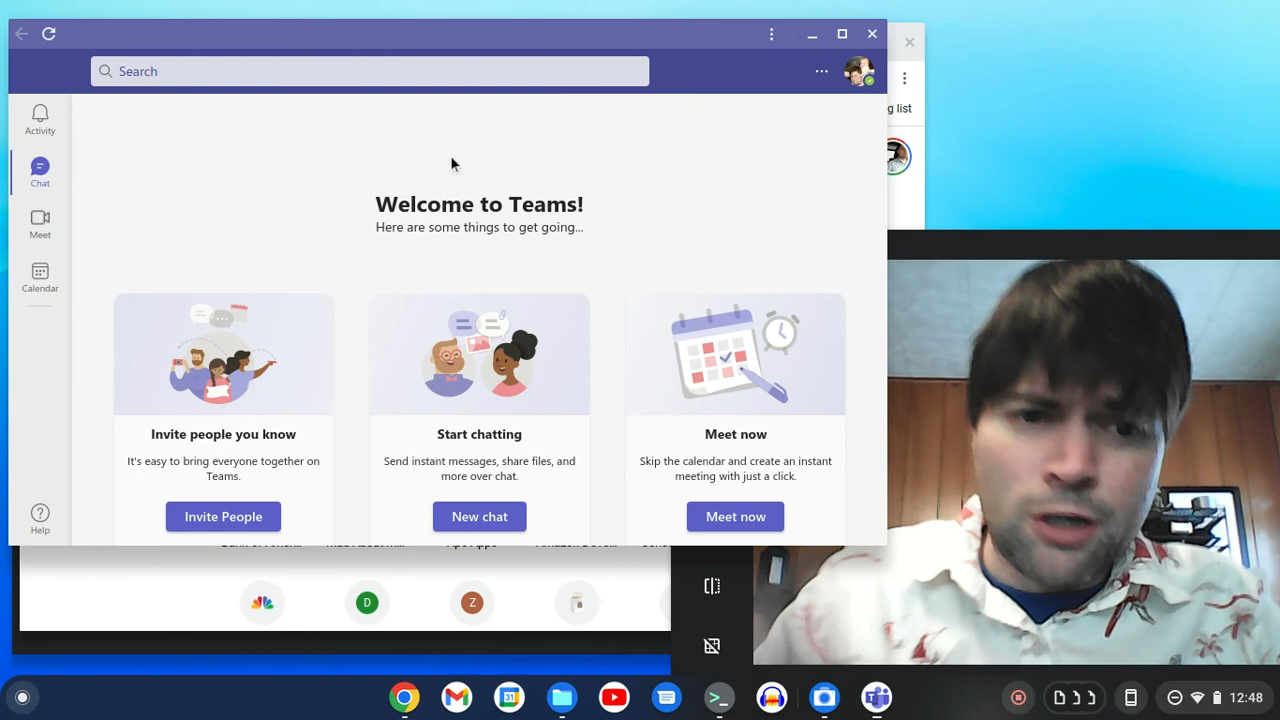 Search
g list
Activity
Chat
Meet
Calendar
Help
Welcome to Teams!
Here are some things to get going...
Invite people you know
It's easy to bring everyone together on
Teams.
Invite People
Start chatting
Send instant messages, share files, and
more over chat.
New chat
Meet now
Skip the calendar and create an instant
meeting with just a click.
Meet now
D
Z
31
12:48